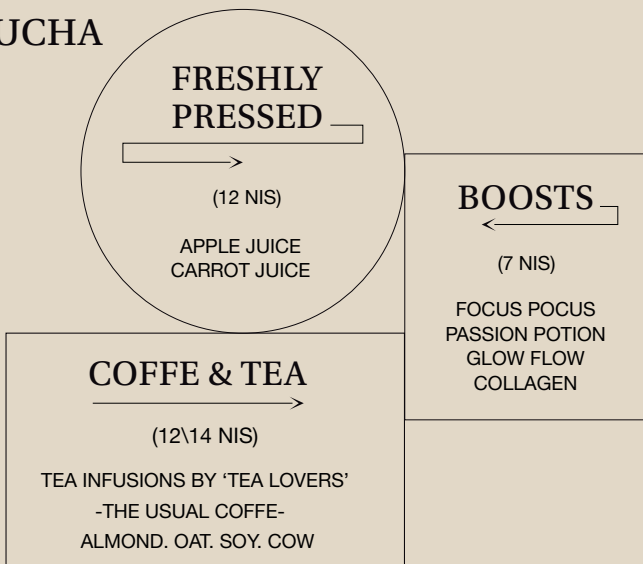 UCHA
FRESHLY
PRESSED
(12 NIS)
APPLE JUICE
CARROT JUICE
BOOSTS
(7 NIS)
FOCUS POCUS
PASSION POTION
GLOW FLOW
COLLAGEN
COFFE & TEA
(12\14 NIS)
TEA INFUSIONS BY ‘TEA LOVERS’
-THE USUAL COFFE-
ALMOND. OAT. SOY. COW